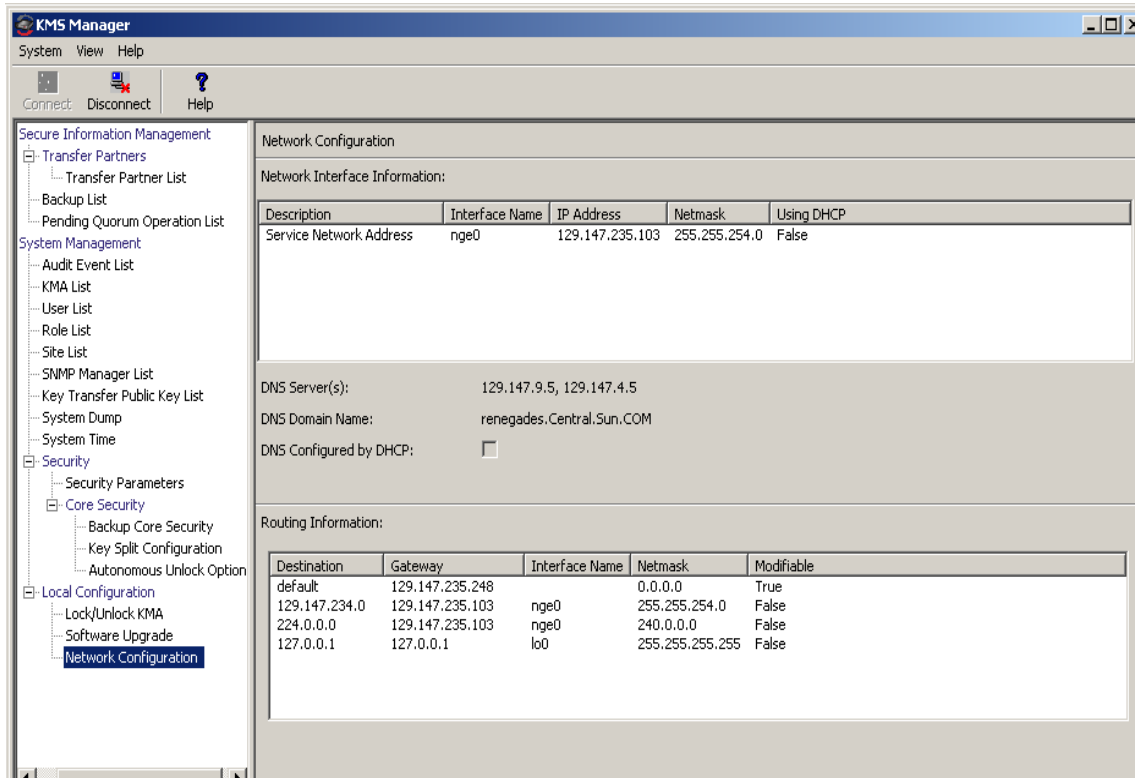 KMS Manager
System View Help
Connect Disconnect Help
Secure Information Management
Transfer Partners
Transfer Partner List
Backup List
Pending Quorum Operation List
System Management
Audit Event List
KMA List
User List
Role List
Site List
SNMP Manager List
Key Transfer Public Key List
System Dump
System Time
Security
Security Parameters
Core Security
Backup Core Security
Key Split Configuration
Autonomous Unlock Option
Local Configuration
Lock/Unlock KMA
Software Upgrade
Network Configuration
Network Configuration
Network Interface Information:
Description Interface Name IP Address Netmask Using DHCP
Service Network Address nge0 129.147.235.103 255.255.254.0 False
DNS Server(s): 129.147.9.5, 129.147.4.5
DNS Domain Name: renegades.Central.Sun.COM
DNS Configured by DHCP:
Routing Information:
Destination Gateway Interface Name Netmask Modifiable
default 129.147.235.248 0.0.0.0 True
129.147.234.0 129.147.235.103 nge0 255.255.254.0 False
224.0.0.0 129.147.235.103 nge0 240.0.0.0 False
127.0.0.1 127.0.0.1 lo0 255.255.255.255 False